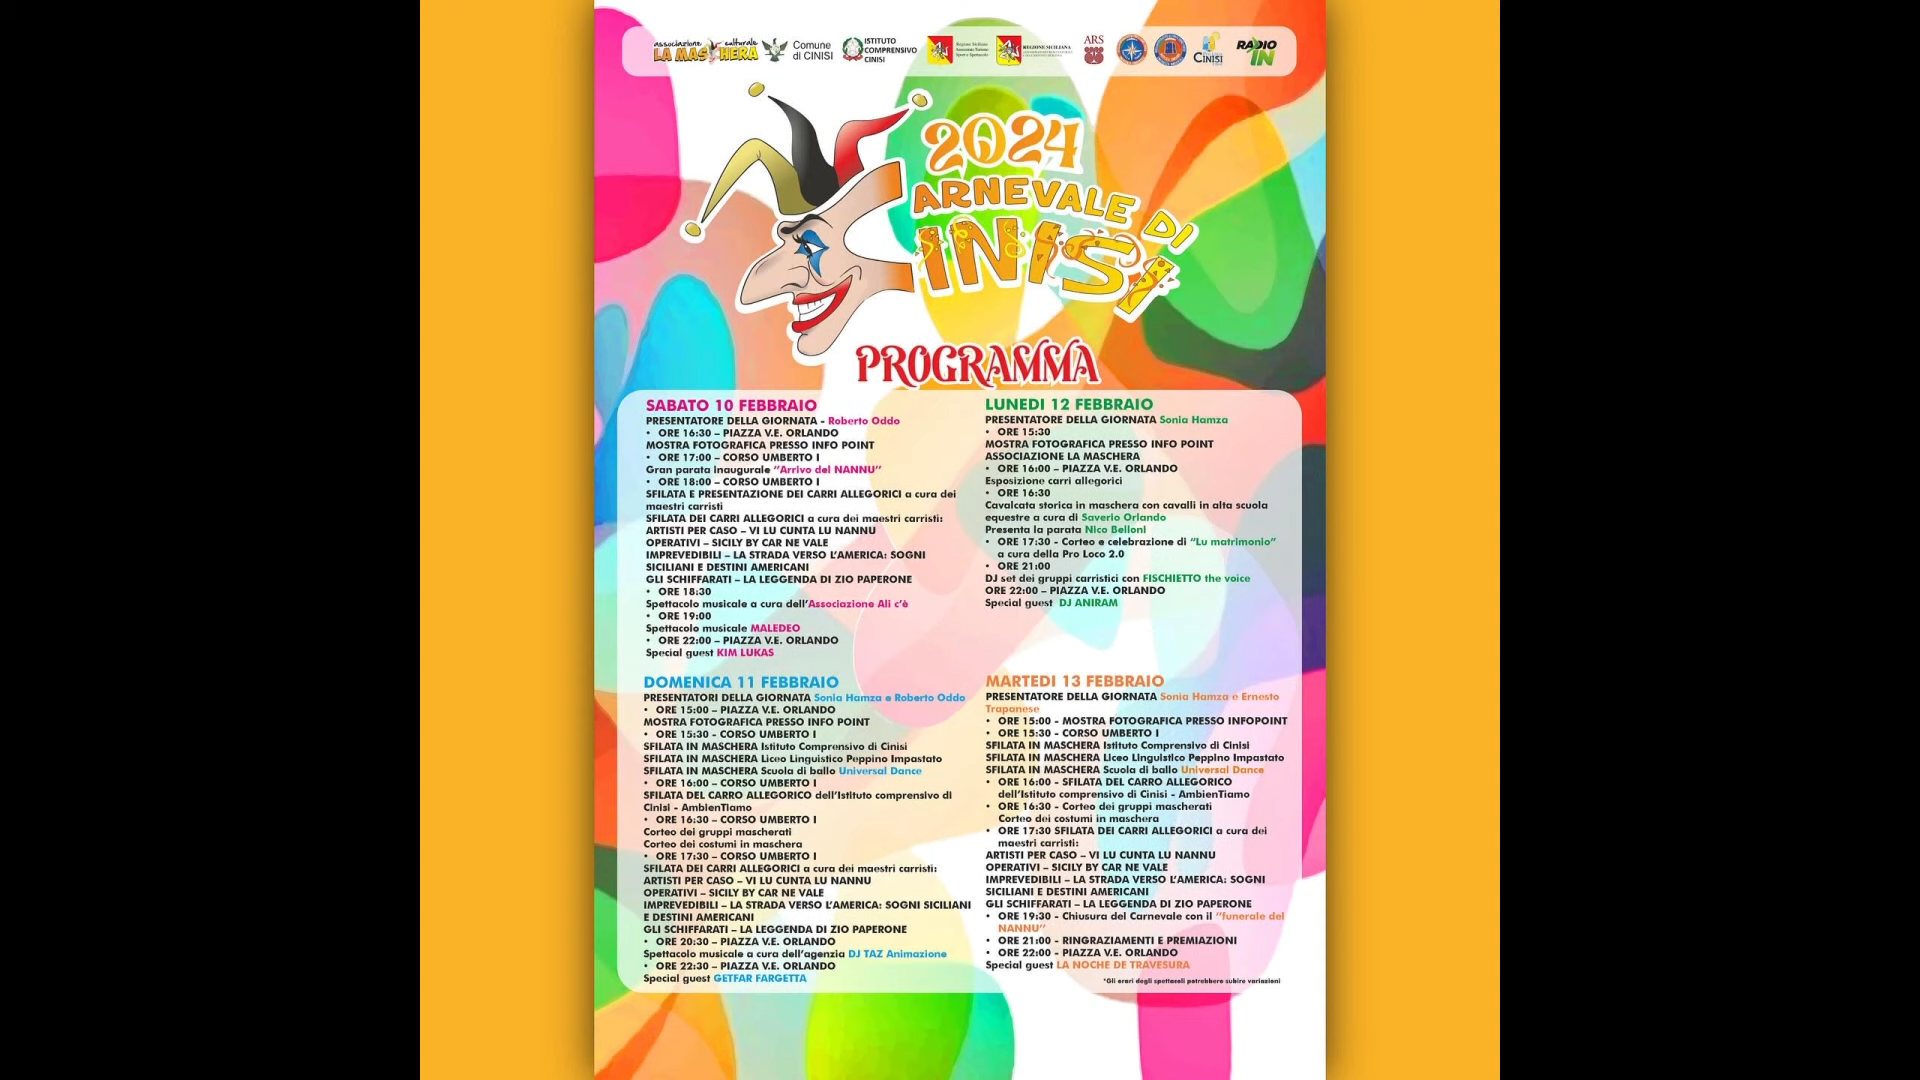 associazione culturale
LA MASCHERA
Comune
di CINISI
ISTITUTO
COMPRENSIVO
CINISI
REGIONE SICILIANA
ARS
CINISI
RADIO
IN
2024
CARNEVALE DI
CINISI
PROGRAMMA
SABATO 10 FEBBRAIO
PRESENTATORE DELLA GIORNATA - Roberto Oddo
• ORE 16:30 – PIAZZA V.E. ORLANDO
MOSTRA FOTOGRAFICA PRESSO INFO POINT
• ORE 17:00 – CORSO UMBERTO I
Gran parata inaugurale “Arrivo del NANNU”
• ORE 18:00 – CORSO UMBERTO I
SFILATA E PRESENTAZIONE DEI CARRI ALLEGORICI a cura dei
maestri carristi
SFILATA DEI CARRI ALLEGORICI a cura dei maestri carristi:
ARTISTI PER CASO – VI LU CUNTA LU NANNU
OPERATIVI – SICILY BY CAR NE VALE
IMPREVEDIBILI – LA STRADA VERSO L’AMERICA: SOGNI
SICILIANI E DESTINI AMERICANI
GLI SCHIFFARATI – LA LEGGENDA DI ZIO PAPERONE
• ORE 18:30
Spettacolo musicale a cura dell’Associazione Ali c’è
• ORE 19:00
Spettacolo musicale MALEDEO
• ORE 22:00 – PIAZZA V.E. ORLANDO
Special guest KIM LUKAS
DOMENICA 11 FEBBRAIO
PRESENTATORI DELLA GIORNATA Sonia Hamza e Roberto Oddo
• ORE 15:00 – PIAZZA V.E. ORLANDO
MOSTRA FOTOGRAFICA PRESSO INFO POINT
• ORE 15:30 – CORSO UMBERTO I
SFILATA IN MASCHERA Istituto Comprensivo di Cinisi
SFILATA IN MASCHERA Liceo Linguistico Peppino Impastato
SFILATA IN MASCHERA Scuola di ballo Universal Dance
• ORE 16:00 – CORSO UMBERTO I
SFILATA DEL CARRO ALLEGORICO dell’Istituto comprensivo di
Cinisi - AmbienTiamo
• ORE 16:30 – CORSO UMBERTO I
Corteo dei gruppi mascherati
Corteo dei costumi in maschera
• ORE 17:30 – CORSO UMBERTO I
SFILATA DEI CARRI ALLEGORICI a cura dei maestri carristi:
ARTISTI PER CASO – VI LU CUNTA LU NANNU
OPERATIVI – SICILY BY CAR NE VALE
IMPREVEDIBILI – LA STRADA VERSO L’AMERICA: SOGNI SICILIANI
E DESTINI AMERICANI
GLI SCHIFFARATI – LA LEGGENDA DI ZIO PAPERONE
• ORE 20:30 – PIAZZA V.E. ORLANDO
Spettacolo musicale a cura dell’agenzia DJ TAZ Animazione
• ORE 22:30 – PIAZZA V.E. ORLANDO
Special guest GETFAR FARGETTA
LUNEDI 12 FEBBRAIO
PRESENTATORE DELLA GIORNATA Sonia Hamza
• ORE 15:30
MOSTRA FOTOGRAFICA PRESSO INFO POINT
ASSOCIAZIONE LA MASCHERA
• ORE 16:00 – PIAZZA V.E. ORLANDO
Esposizione carri allegorici
• ORE 16:30
Cavalcata storica in maschera con cavalli in alta scuola
equestre a cura di Saverio Orlando
Presenta la parata Nico Belloni
• ORE 17:30 - Corteo e celebrazione di “Lu matrimonio”
a cura della Pro Loco 2.0
• ORE 21:00
DJ set dei gruppi carristici con FISCHIETTO the voice
ORE 22:00 – PIAZZA V.E. ORLANDO
Special guest DJ ANIRAM
MARTEDI 13 FEBBRAIO
PRESENTATORE DELLA GIORNATA Sonia Hamza e Ernesto
Trapanese
• ORE 15:00 - MOSTRA FOTOGRAFICA PRESSO INFOPOINT
• ORE 15:30 - CORSO UMBERTO I
SFILATA IN MASCHERA Istituto Comprensivo di Cinisi
SFILATA IN MASCHERA Liceo Linguistico Peppino Impastato
SFILATA IN MASCHERA Scuola di ballo Universal Dance
• ORE 16:00 - SFILATA DEL CARRO ALLEGORICO
dell’Istituto comprensivo di Cinisi - AmbienTiamo
• ORE 16:30 - Corteo dei gruppi mascherati
Corteo dei costumi in maschera
• ORE 17:30 SFILATA DEI CARRI ALLEGORICI a cura dei
maestri carristi:
ARTISTI PER CASO – VI LU CUNTA LU NANNU
OPERATIVI – SICILY BY CAR NE VALE
IMPREVEDIBILI – LA STRADA VERSO L’AMERICA: SOGNI
SICILIANI E DESTINI AMERICANI
GLI SCHIFFARATI – LA LEGGENDA DI ZIO PAPERONE
• ORE 19:30 - Chiusura del Carnevale con il “funerale del
NANNU”
• ORE 21:00 - RINGRAZIAMENTI E PREMIAZIONI
• ORE 22:00 - PIAZZA V.E. ORLANDO
Special guest LA NOCHE DE TRAVESURA
*Gli orari degli spettacoli potrebbero subire variazioni